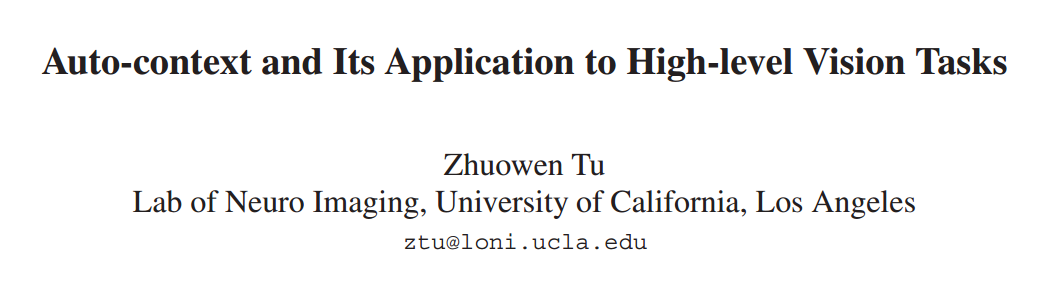 Auto-context and Its Application to High-level Vision Tasks
Zhuowen Tu
Lab of Neuro Imaging, University of California, Los Angeles
ztu@loni.ucla.edu